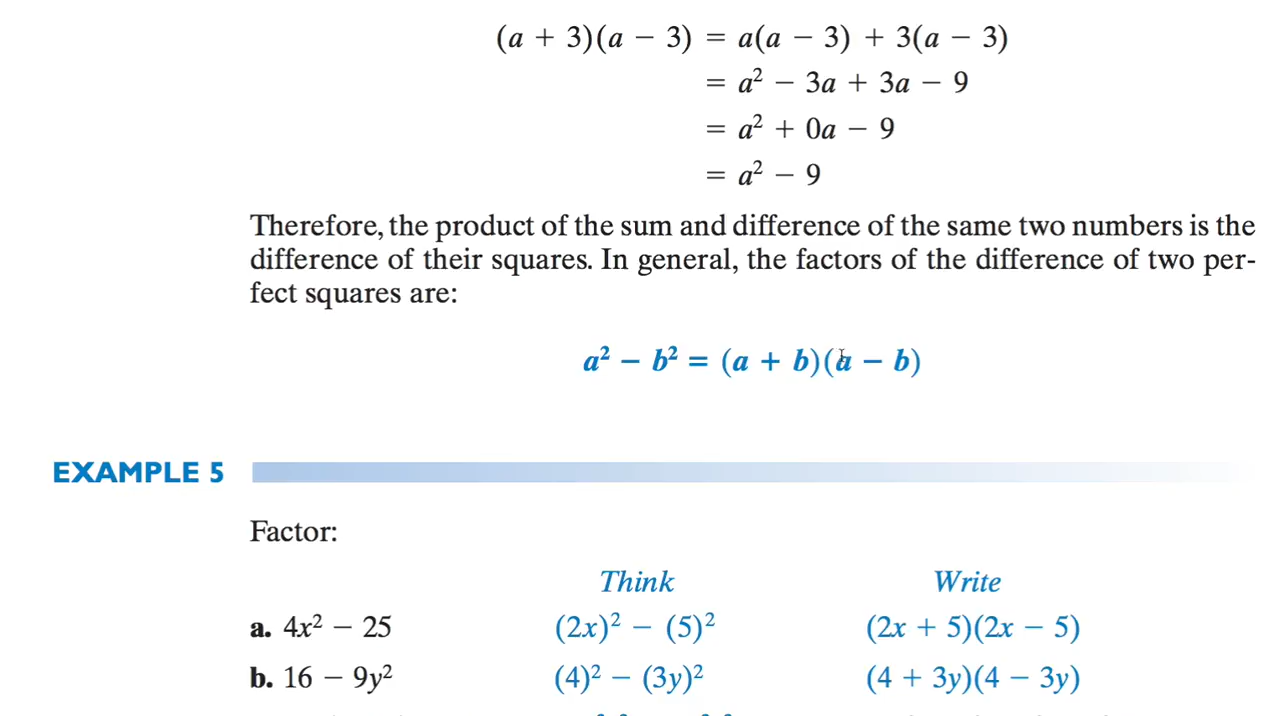 (a + 3)(a − 3) = a(a − 3) + 3(a − 3)
= a² − 3a + 3a − 9
= a² + 0a − 9
= a² − 9
Therefore, the product of the sum and difference of the same two numbers is the
difference of their squares. In general, the factors of the difference of two per-
fect squares are:
a² − b² = (a + b)(a − b)
EXAMPLE 5
Factor:
Think Write
a. 4x² − 25 (2x)² − (5)² (2x + 5)(2x − 5)
b. 16 − 9y² (4)² − (3y)² (4 + 3y)(4 − 3y)